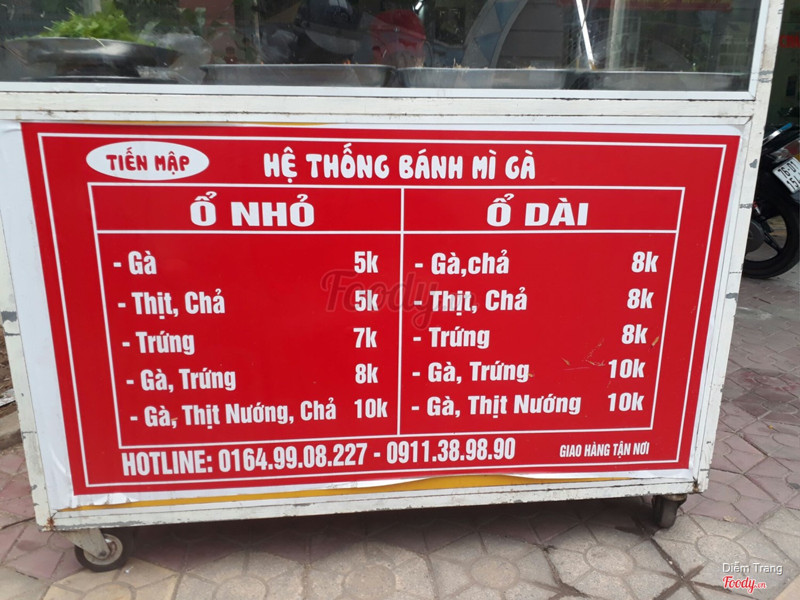 TIẾN MẬP
HỆ THỐNG BÁNH MÌ GÀ
Ổ NHỎ
- Gà 5k
- Thịt, Chả 5k
- Trứng 7k
- Gà, Trứng 8k
- Gà, Thịt Nướng, Chả 10k
Ổ DÀI
- Gà,chả 8k
- Thịt, Chả 8k
- Trứng 8k
- Gà, Trứng 10k
- Gà, Thịt Nướng 10k
HOTLINE: 0164.99.08.227 - 0911.38.98.90
GIAO HÀNG TẬN NƠI
Foody.vn
Diễm Trang
Foody.vn